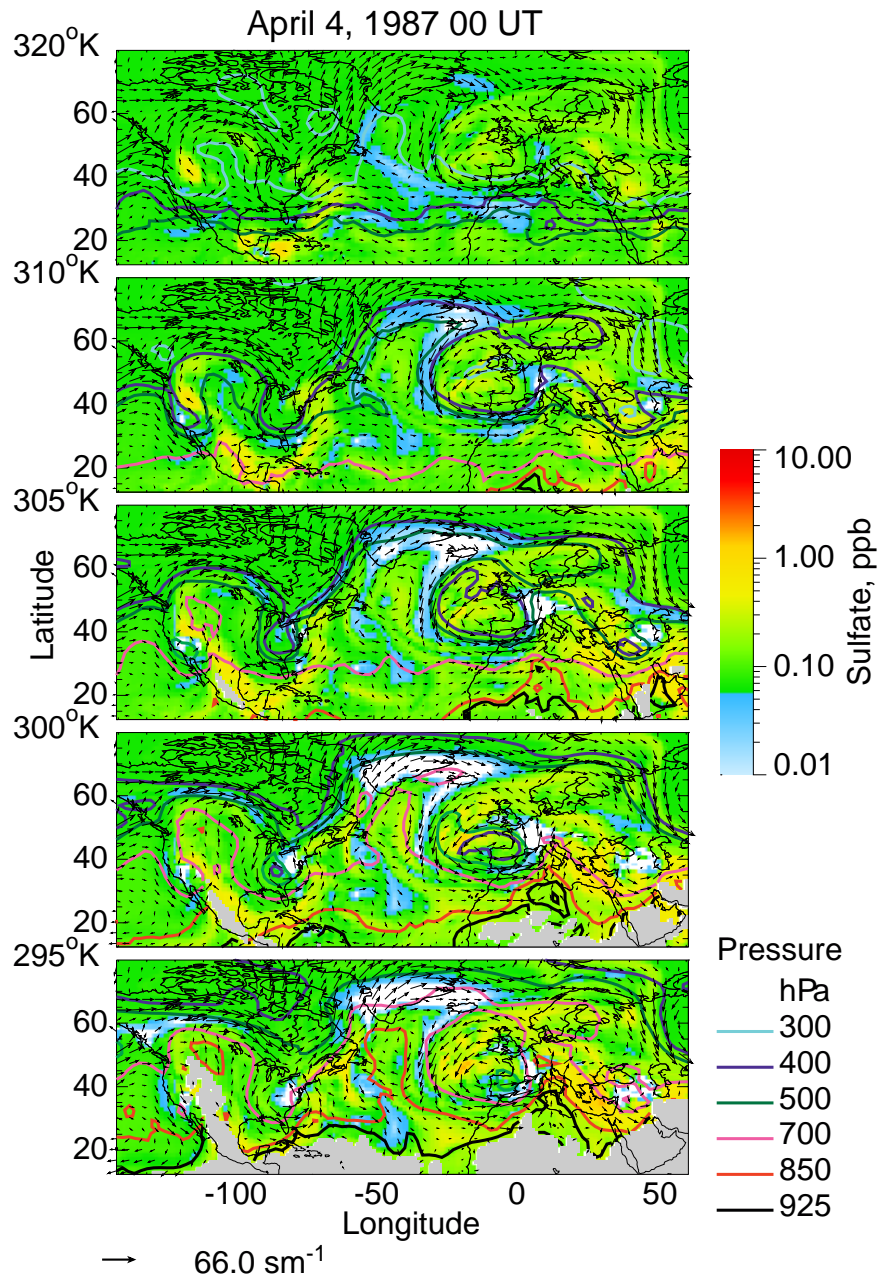 April 4, 1987 00 UT
320°K
60
40
20
310°K
60
40
20
305°K
60
40
20
300°K
60
40
20
295°K
60
40
20
Latitude
-100 -50 0 50
Longitude
66.0 sm⁻¹
10.00
1.00
0.10
0.01
Sulfate, ppb
Pressure
hPa
300
400
500
700
850
925